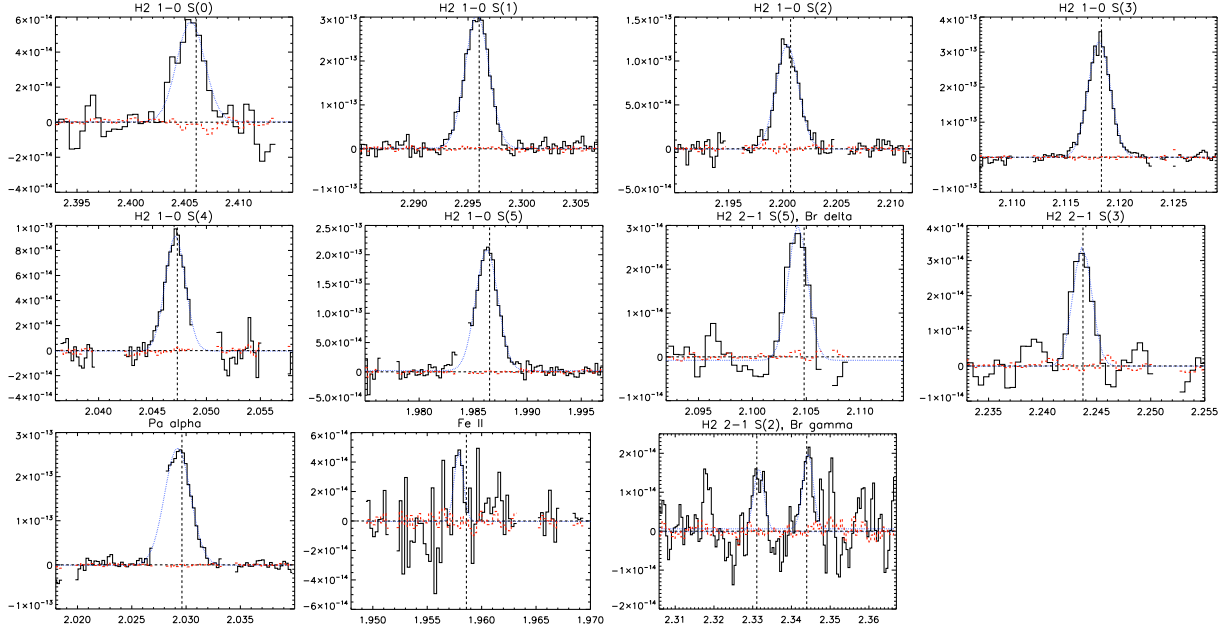 H2 1-0 S(0)
6×10⁻¹⁴
4×10⁻¹⁴
2×10⁻¹⁴
0
−2×10⁻¹⁴
−4×10⁻¹⁴
2.395 2.400 2.405 2.410
H2 1-0 S(1)
3×10⁻¹³
2×10⁻¹³
1×10⁻¹³
0
−1×10⁻¹³
2.290 2.295 2.300 2.305
H2 1-0 S(2)
1.5×10⁻¹³
1.0×10⁻¹³
5.0×10⁻¹⁴
0
−5.0×10⁻¹⁴
2.195 2.200 2.205 2.210
H2 1-0 S(3)
4×10⁻¹³
3×10⁻¹³
2×10⁻¹³
1×10⁻¹³
0
−1×10⁻¹³
2.110 2.115 2.120 2.125
H2 1-0 S(4)
1×10⁻¹³
8×10⁻¹⁴
6×10⁻¹⁴
4×10⁻¹⁴
2×10⁻¹⁴
0
−2×10⁻¹⁴
−4×10⁻¹⁴
2.040 2.045 2.050 2.055
H2 1-0 S(5)
2.5×10⁻¹³
2.0×10⁻¹³
1.5×10⁻¹³
1.0×10⁻¹³
5.0×10⁻¹⁴
0
−5.0×10⁻¹⁴
1.980 1.985 1.990 1.995
H2 2-1 S(5), Br delta
3×10⁻¹⁴
2×10⁻¹⁴
1×10⁻¹⁴
0
−1×10⁻¹⁴
2.095 2.100 2.105 2.110
H2 2-1 S(3)
4×10⁻¹⁴
3×10⁻¹⁴
2×10⁻¹⁴
1×10⁻¹⁴
0
−1×10⁻¹⁴
2.235 2.240 2.245 2.250 2.255
Pa alpha
3×10⁻¹³
2×10⁻¹³
1×10⁻¹³
0
−1×10⁻¹³
2.020 2.025 2.030 2.035
Fe II
6×10⁻¹⁴
4×10⁻¹⁴
2×10⁻¹⁴
0
−2×10⁻¹⁴
−4×10⁻¹⁴
−6×10⁻¹⁴
1.950 1.955 1.960 1.965 1.970
H2 2-1 S(2), Br gamma
2×10⁻¹⁴
1×10⁻¹⁴
0
−1×10⁻¹⁴
−2×10⁻¹⁴
2.31 2.32 2.33 2.34 2.35 2.36